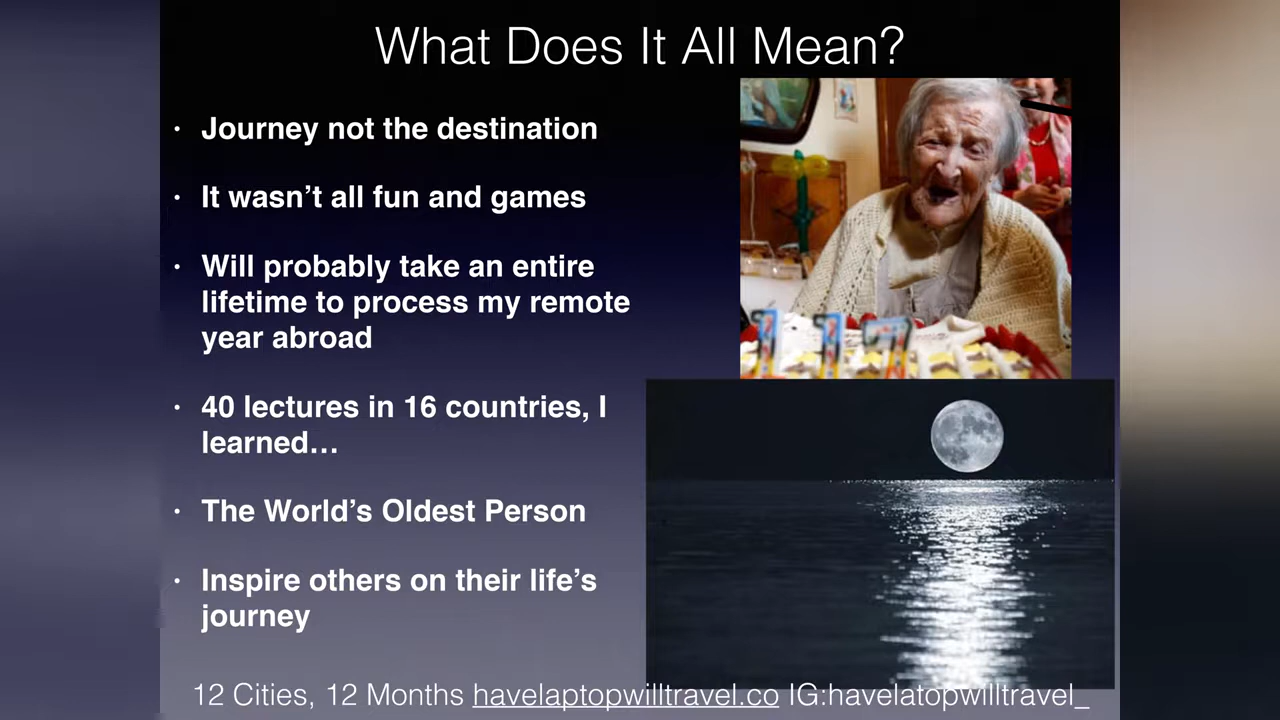 What Does It All Mean?
• Journey not the destination
• It wasn't all fun and games
• Will probably take an entire
lifetime to process my remote
year abroad
• 40 lectures in 16 countries, I
learned…
• The World's Oldest Person
• Inspire others on their life's
journey
117
12 Cities, 12 Months havelaptopwilltravel.co IG:havelatopwilltravel_